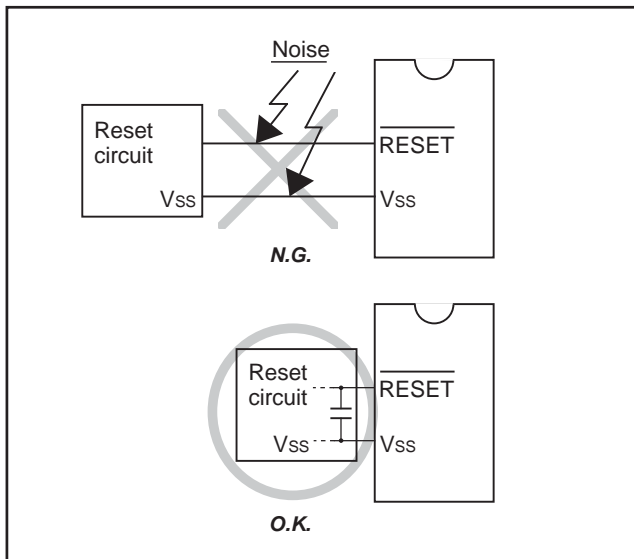 Noise
Reset
circuit
RESET
Vss
Vss
N.G.
Reset
circuit
RESET
Vss
Vss
O.K.